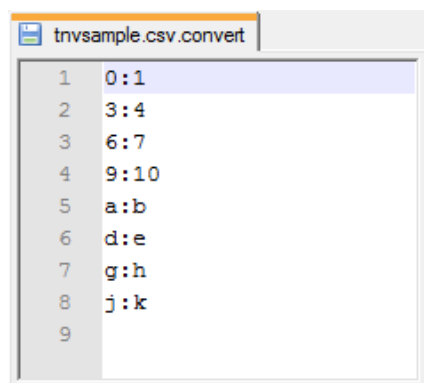 tnvsample.csv.convert
1 0:1
2 3:4
3 6:7
4 9:10
5 a:b
6 d:e
7 g:h
8 j:k
9